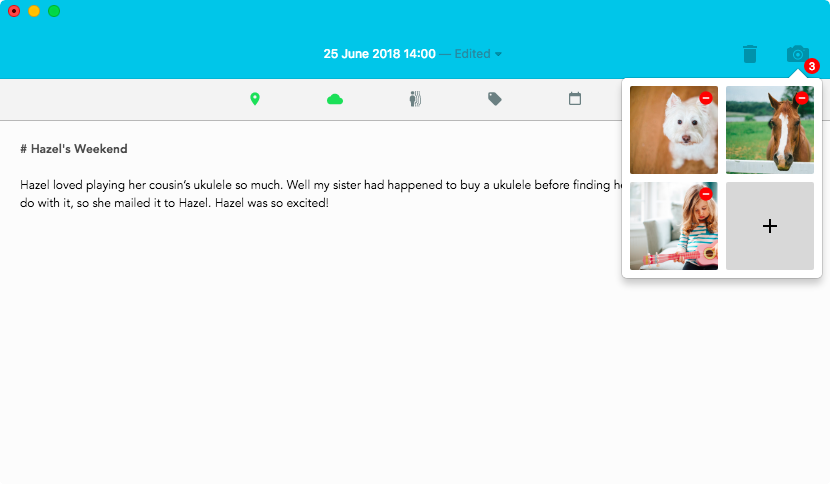 25 June 2018 14:00 — Edited
3
# Hazel's Weekend
Hazel loved playing her cousin’s ukulele so much. Well my sister had happened to buy a ukulele before finding
do with it, so she mailed it to Hazel. Hazel was so excited!